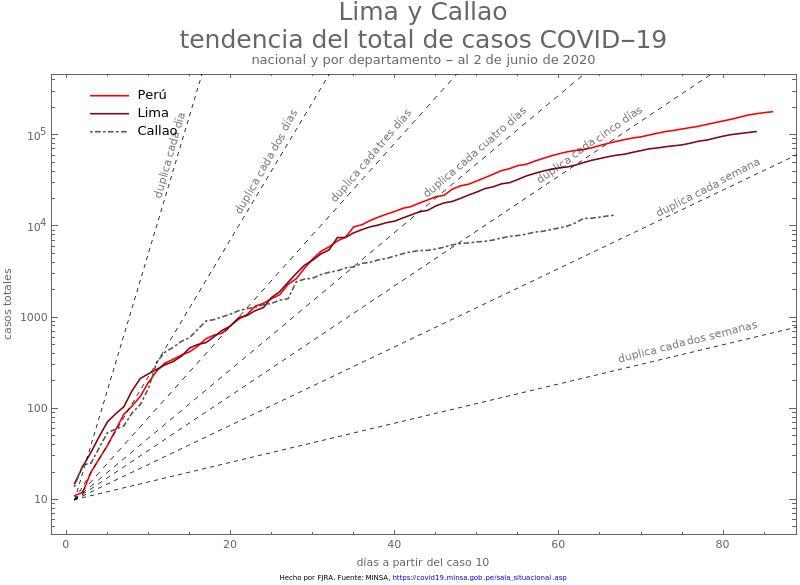 Lima y Callao
tendencia del total de casos COVID‒19
nacional y por departamento ‒ al 2 de junio de 2020
Perú
Lima
Callao
duplica cada día
duplica cada dos días
duplica cada tres días
duplica cada cuatro días
duplica cada cinco días
duplica cada semana
duplica cada dos semanas
casos totales
10^5
10^4
1000
100
10
0 20 40 60 80
días a partir del caso 10
Hecho por FJRA. Fuente: MINSA, https://covid19.minsa.gob.pe/sala_situacional.asp